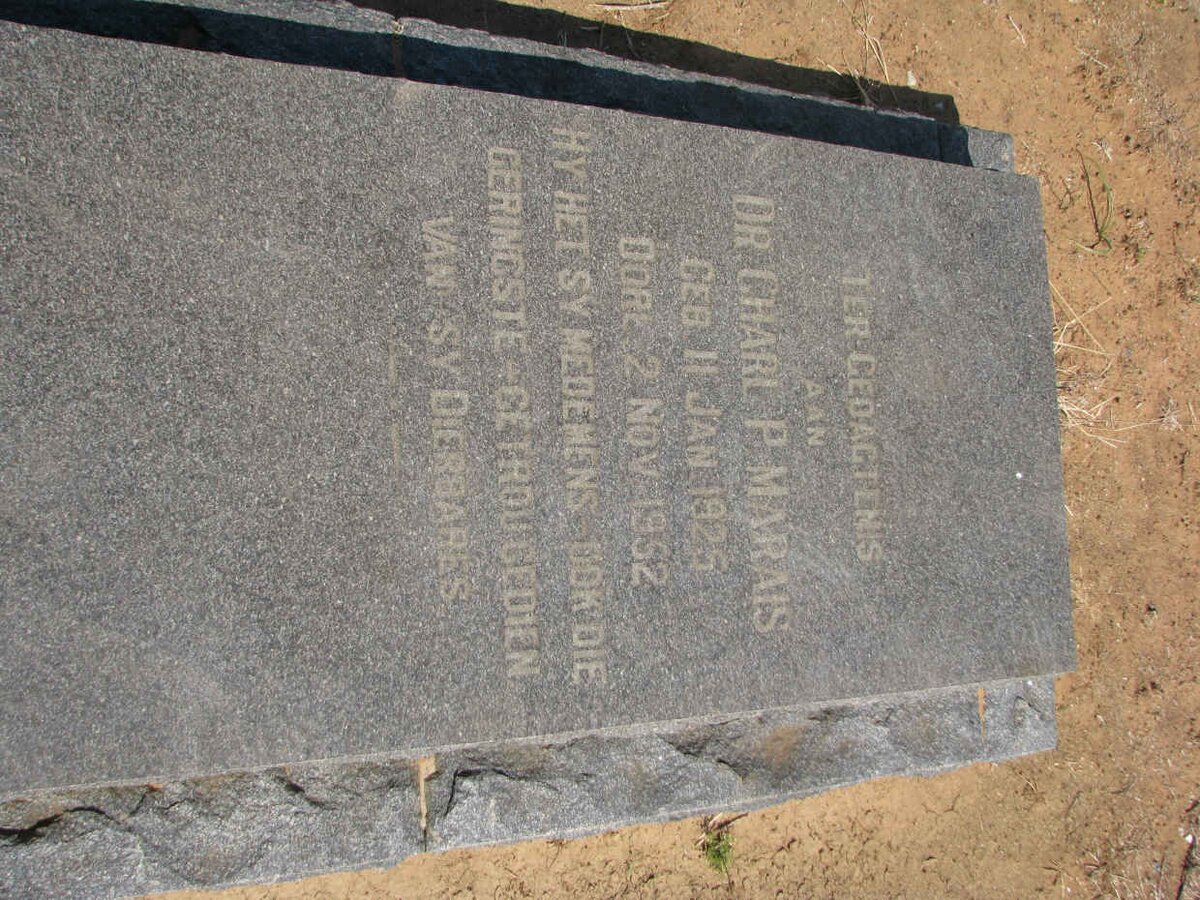 TER GEDAGTENIS
AAN
DR CHARL P. MARAIS
GEB 11 JAN 1925
OORL 2 NOV 1952
HY HET SY MEDEMENS - OOK DIE
GERINGSTE - GETROU GEDIEN
VAN - SY DIERBARES